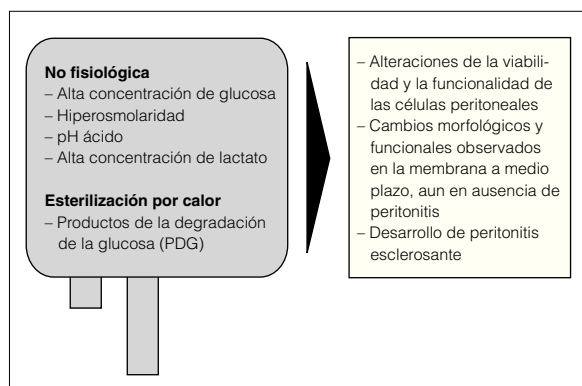 No fisiológica
– Alta concentración de glucosa
– Hiperosmolaridad
– pH ácido
– Alta concentración de lactato
Esterilización por calor
– Productos de la degradación
de la glucosa (PDG)
– Alteraciones de la viabili-
dad y la funcionalidad de
las células peritoneales
– Cambios morfológicos y
funcionales observados
en la membrana a medio
plazo, aun en ausencia de
peritonitis
– Desarrollo de peritonitis
esclerosante